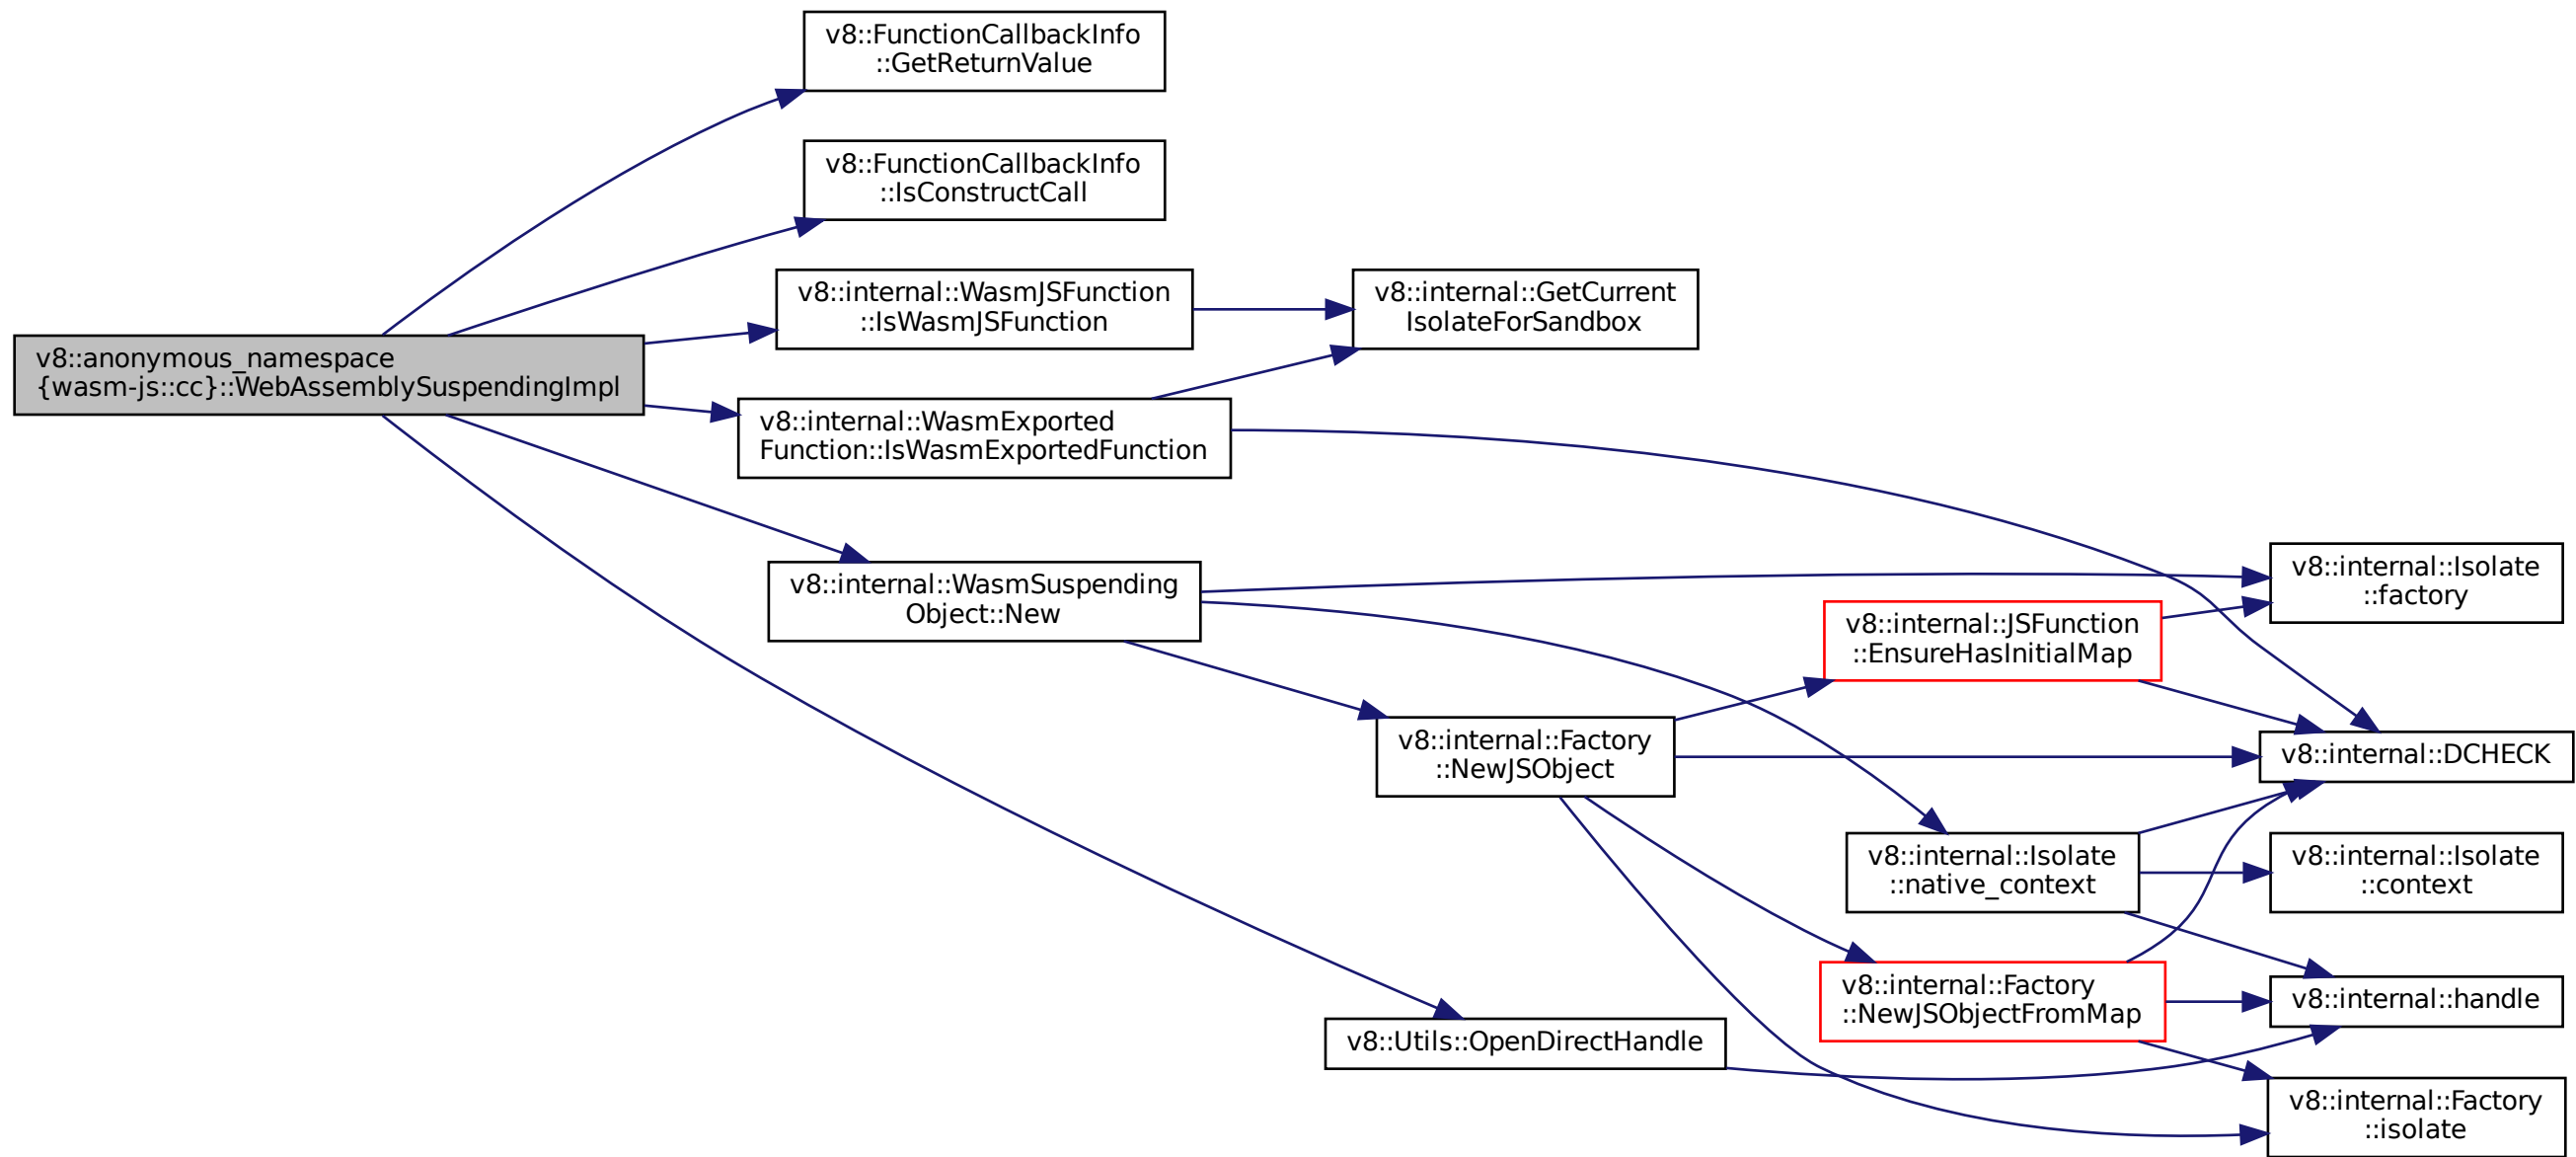 v8::FunctionCallbackInfo
::GetReturnValue
v8::FunctionCallbackInfo
::IsConstructCall
v8::internal::WasmJSFunction
::IsWasmJSFunction
v8::internal::GetCurrent
IsolateForSandbox
v8::anonymous_namespace
{wasm-js::cc}::WebAssemblySuspendingImpl
v8::internal::WasmExported
Function::IsWasmExportedFunction
v8::internal::WasmSuspending
Object::New
v8::internal::Isolate
::factory
v8::internal::JSFunction
::EnsureHasInitialMap
v8::internal::Factory
::NewJSObject
v8::internal::DCHECK
v8::internal::Isolate
::native_context
v8::internal::Isolate
::context
v8::internal::Factory
::NewJSObjectFromMap
v8::internal::handle
v8::Utils::OpenDirectHandle
v8::internal::Factory
::isolate